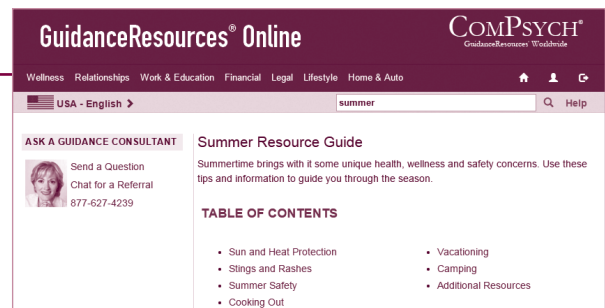 GuidanceResources® Online
COMPSYCH®
GuidanceResources Worldwide
Wellness Relationships Work & Education Financial Legal Lifestyle Home & Auto
USA - English
summer
Help
ASK A GUIDANCE CONSULTANT
Send a Question
Chat for a Referral
877-627-4239
Summer Resource Guide
Summertime brings with it some unique health, wellness and safety concerns. Use these
tips and information to guide you through the season.
TABLE OF CONTENTS
• Sun and Heat Protection
• Stings and Rashes
• Summer Safety
• Cooking Out
• Vacationing
• Camping
• Additional Resources